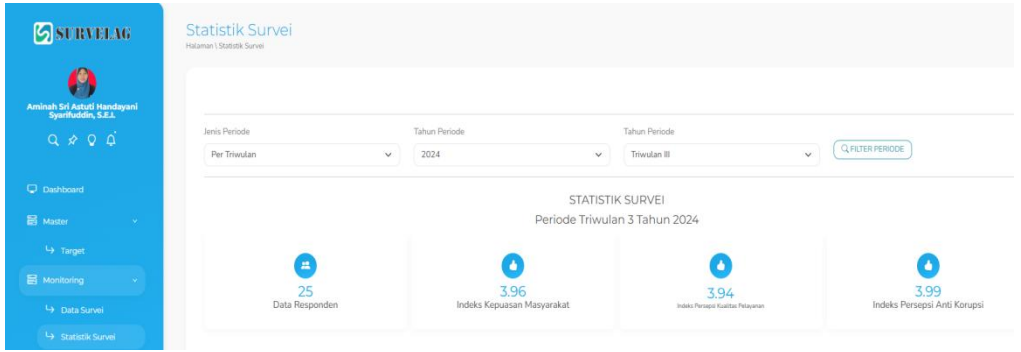 SURVELAG
Aminah Sri Astuti Handayani
Syarifuddin, S.E.I.
Dashboard
Master
Target
Monitoring
Data Survei
Statistik Survei
Statistik Survei
Halaman \ Statistik Survei
Jenis Periode
Per Triwulan
Tahun Periode
2024
Tahun Periode
Triwulan III
FILTER PERIODE
STATISTIK SURVEI
Periode Triwulan 3 Tahun 2024
25
Data Responden
3.96
Indeks Kepuasan Masyarakat
3.94
Indeks Persepsi Kualitas Pelayanan
3.99
Indeks Persepsi Anti Korupsi